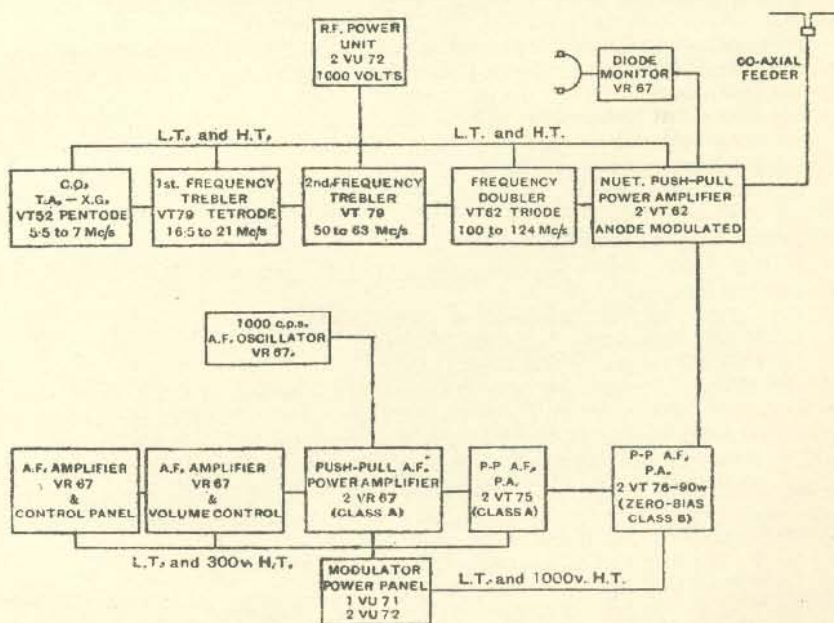 R.F. POWER
UNIT
2 VU 72
1000 VOLTS
DIODE
MONITOR
VR 67
CO-AXIAL
FEEDER
L.T. and H.T.
L.T. and H.T.
C.O.
T.A. – X.G.
VT52 PENTODE
5·5 to 7 Mc/s
1st. FREQUENCY
TREBLER
VT79 TETRODE
16·5 to 21 Mc/s
2nd. FREQUENCY
TREBLER
VT 79
50 to 63 Mc/s
FREQUENCY
DOUBLER
VT62 TRIODE
100 to 124 Mc/s
NUET. PUSH-PULL
POWER AMPLIFIER
2 VT 62
ANODE MODULATED
1000 c.p.s.
A.F. OSCILLATOR
VR 67.
A.F. AMPLIFIER
VR 67
&
CONTROL PANEL
A.F. AMPLIFIER
VR 67
&
VOLUME CONTROL
PUSH-PULL A.F.
POWER AMPLIFIER
2 VR 67
(CLASS A)
P-P A.F.
P.A.
2 VT 75
(CLASS A)
P-P A.F.
P.A.
2 VT 76-90w
(ZERO-BIAS
CLASS B)
L.T. and 300v. H.T.
MODULATOR
POWER PANEL
1 VU 71
2 VU 72
L.T. and 1000v. H.T.